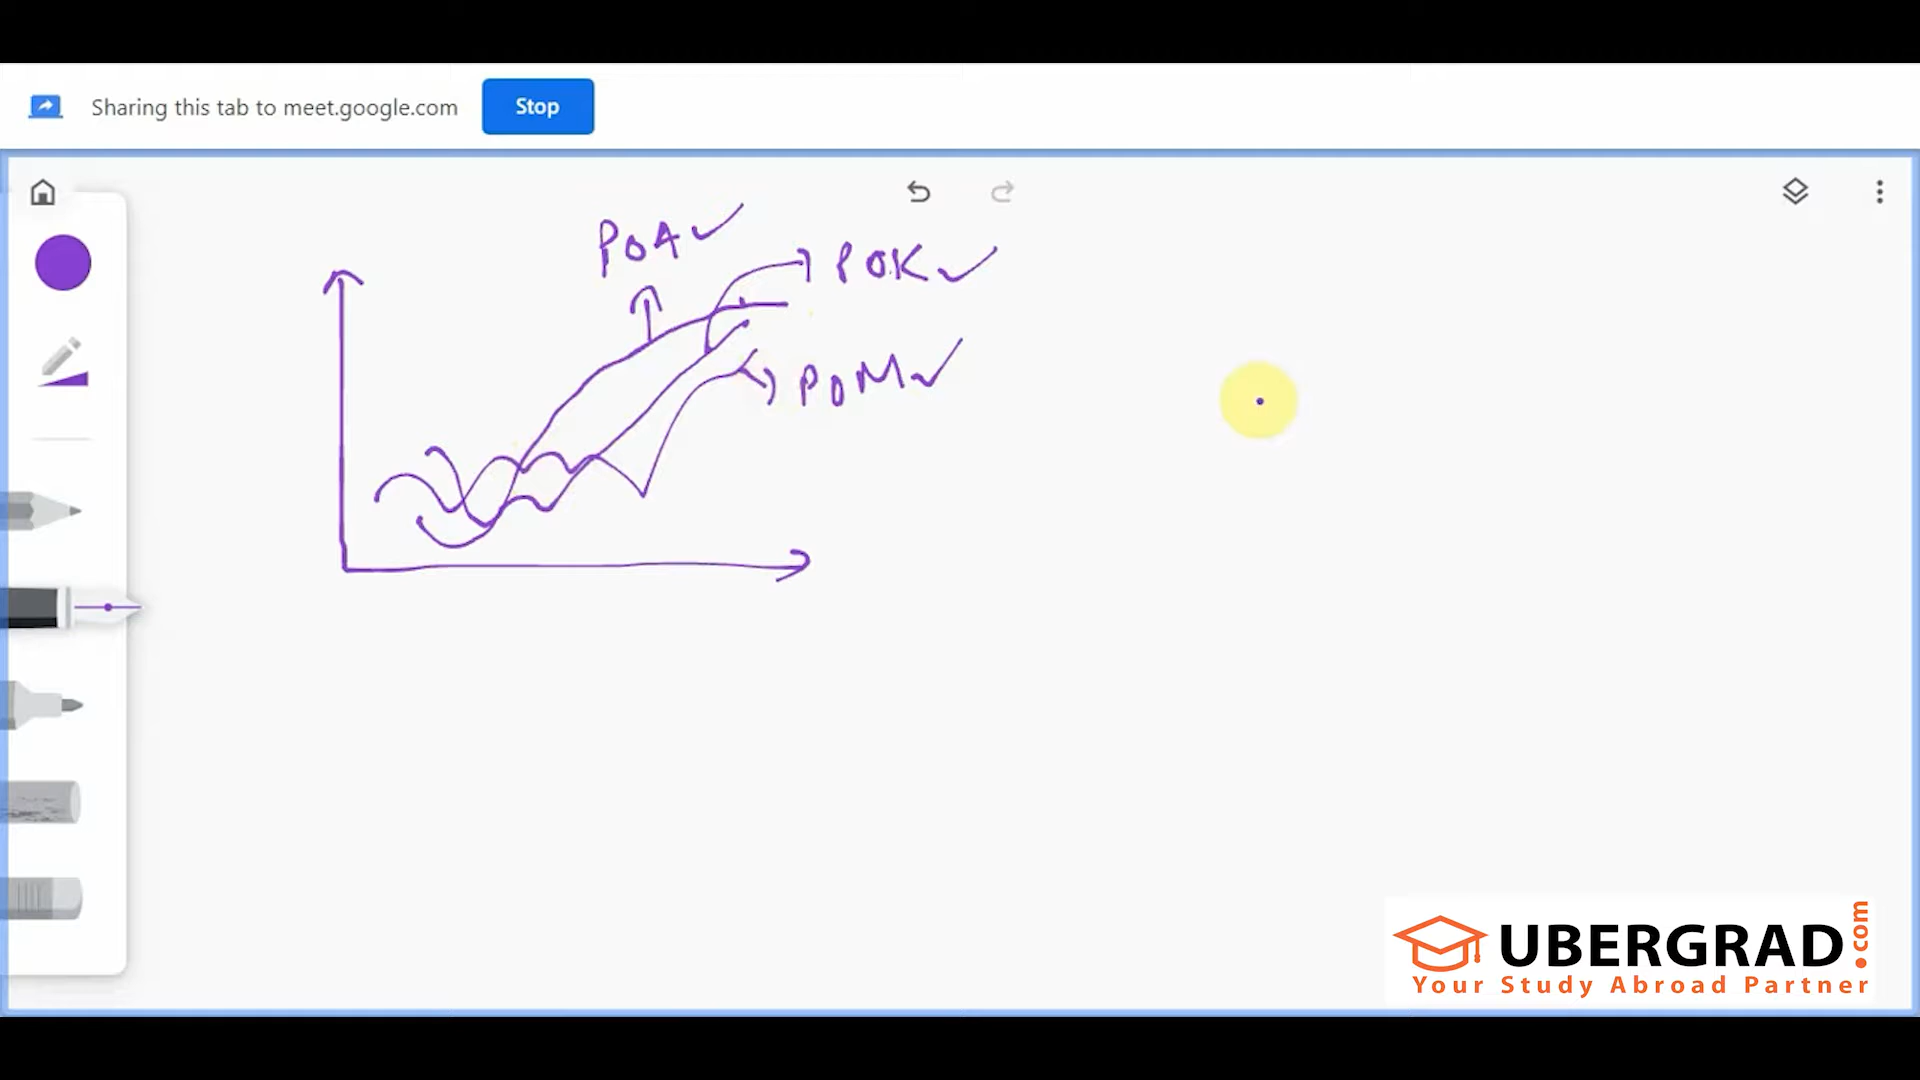 Sharing this tab to meet.google.com
Stop
POA
POK
POM
UBERGRAD.com
Your Study Abroad Partner